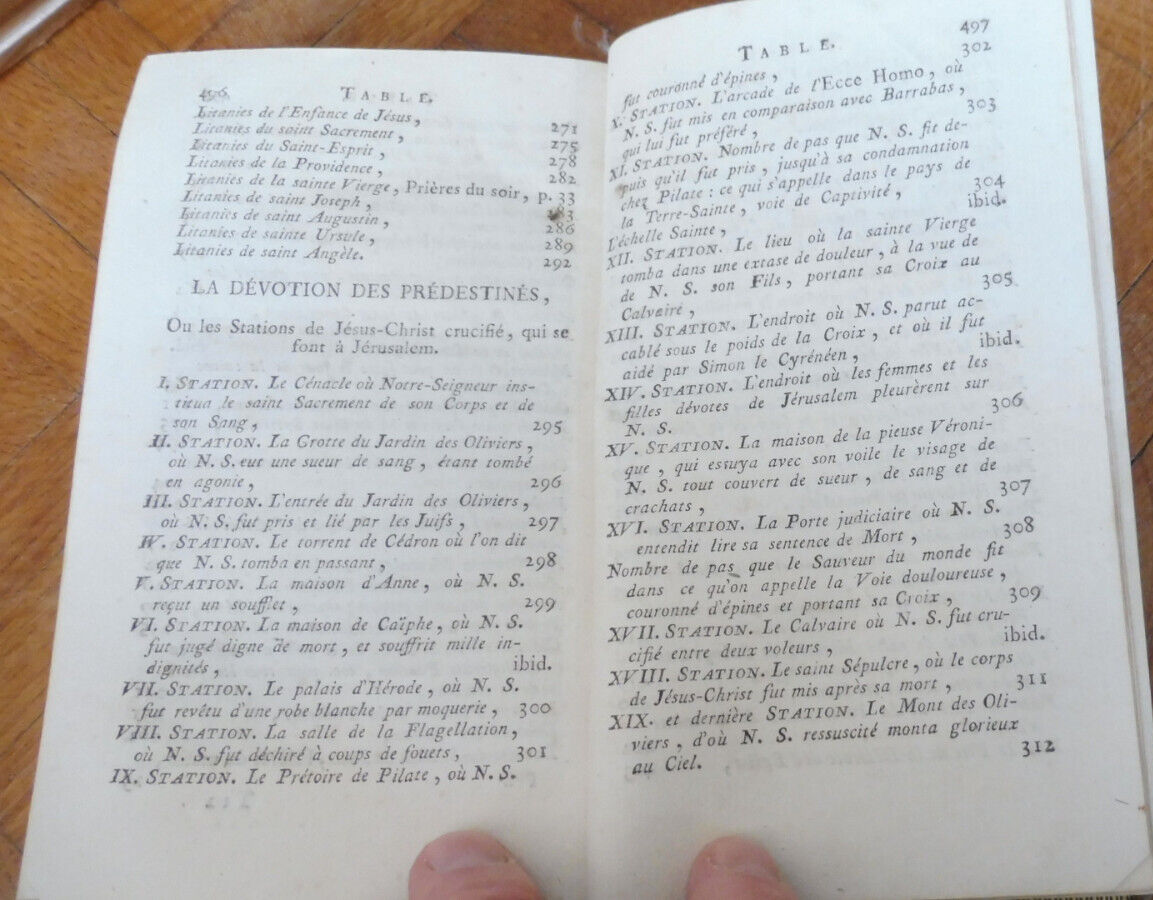 496. TABLE.
Litanies de l'Enfance de Jésus, 271
Litanies du saint Sacrement, 275
Litanies du Saint-Esprit, 278
Litanies de la Providence, 282
Litanies de la sainte Vierge, Prières du soir, p. 33
Litanies de saint Joseph, 283
Litanies de saint Augustin, 286
Litanies de sainte Ursule, 289
Litanies de saint Angèle. 292
LA DÉVOTION DES PRÉDESTINÉS,
Ou les Stations de Jésus-Christ crucifié, qui se
font à Jérusalem.
I. STATION. Le Cénacle où Notre-Seigneur ins-
titua le saint Sacrement de son Corps et de
son Sang, 295
II. STATION. La Grotte du Jardin des Oliviers,
où N. S. eut une sueur de sang, étant tombé
en agonie, 296
III. STATION. L'entrée du Jardin des Oliviers,
où N. S. fut pris et lié par les Juifs, 297
IV. STATION. Le torrent de Cédron où l'on dit
que N. S. tomba en passant, 298
V. STATION. La maison d'Anne, où N. S.
reçut un soufflet, 299
VI. STATION. La maison de Caïphe, où N. S.
fut jugé digne de mort, et souffrit mille in-
dignités, ibid.
VII. STATION. Le palais d'Hérode, où N. S.
fut revêtu d'une robe blanche par moquerie, 300
VIII. STATION. La salle de la Flagellation,
où N. S. fut déchiré à coups de fouets, 301
IX. STATION. Le Prétoire de Pilate, où N. S.
TABLE. 497
fut couronné d'épines, 302
X. STATION. L'arcade de l'Ecce Homo, où
N. S. fut mis en comparaison avec Barrabas,
qui lui fut préféré, 303
XI. STATION. Nombre de pas que N. S. fit de-
puis qu'il fut pris, jusqu'à sa condamnation
chez Pilate : ce qui s'appelle dans le pays de
la Terre-Sainte, voie de Captivité, 304
L'échelle Sainte, ibid.
XII. STATION. Le lieu où la sainte Vierge
tomba dans une extase de douleur, à la vue de
de N. S. son Fils, portant sa Croix au
Calvaire, 305
XIII. STATION. L'endroit où N. S. parut ac-
cablé sous le poids de la Croix, et où il fut
aidé par Simon le Cyrénéen, ibid.
XIV. STATION. L'endroit où les femmes et les
filles dévotes de Jérusalem pleurèrent sur
N. S. 306
XV. STATION. La maison de la pieuse Véroni-
que, qui essuya avec son voile le visage de
N. S. tout couvert de sueur, de sang et de
crachats, 307
XVI. STATION. La Porte judiciaire où N. S.
entendit lire sa sentence de Mort, 308
Nombre de pas que le Sauveur du monde fit
dans ce qu'on appelle la Voie douloureuse,
couronné d'épines et portant sa Croix, 309
XVII. STATION. Le Calvaire où N. S. fut cru-
cifié entre deux voleurs, ibid.
XVIII. STATION. Le saint Sépulcre, où le corps
de Jésus-Christ fut mis après sa mort, 311
XIX. et dernière STATION. Le Mont des Oli-
viers, d'où N. S. ressuscité monta glorieux
au Ciel. 312